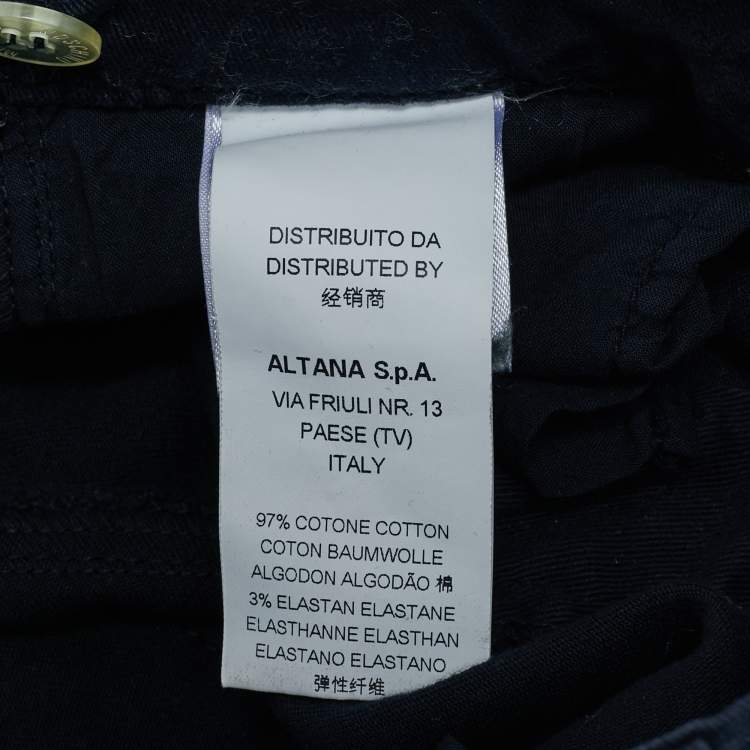 DISTRIBUITO DA
DISTRIBUTED BY
经销商
ALTANA S.p.A.
VIA FRIULI NR. 13
PAESE (TV)
ITALY
97% COTONE COTTON
COTON BAUMWOLLE
ALGODON ALGODÃO 棉
3% ELASTAN ELASTANE
ELASTHANNE ELASTHAN
ELASTANO ELASTANO
弹性纤维